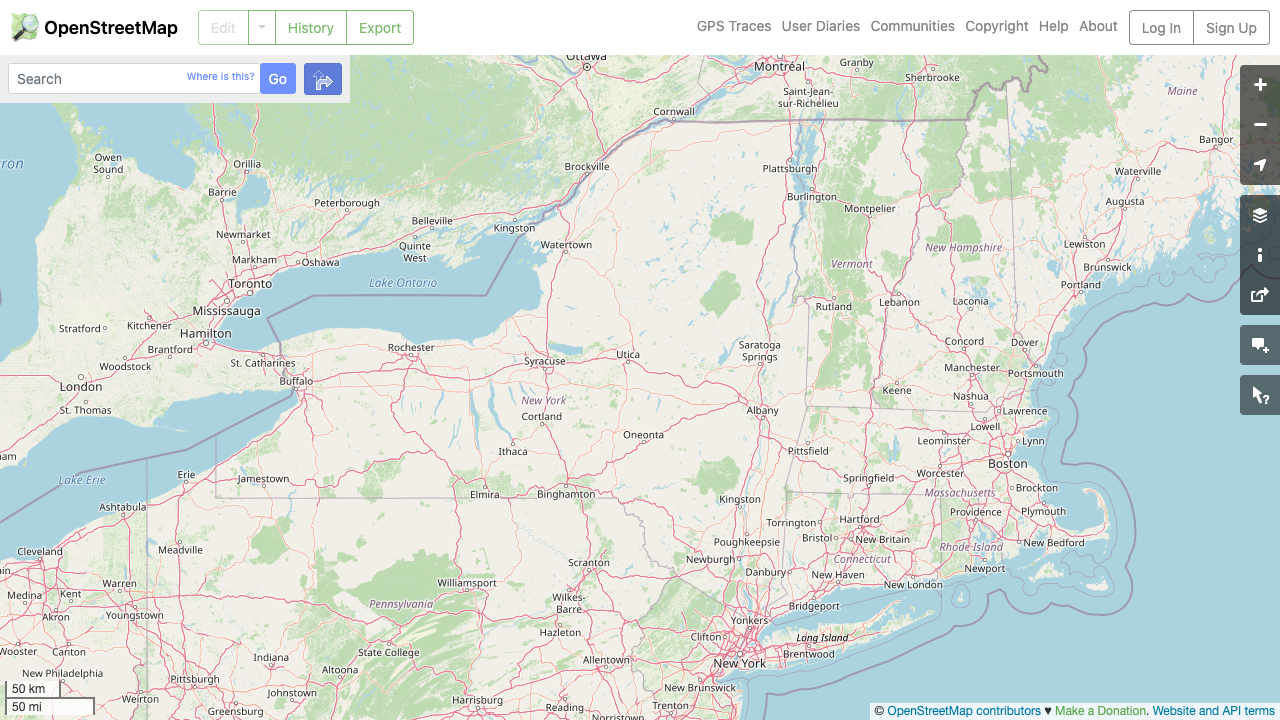 OpenStreetMap
Edit
History
Export
GPS Traces
User Diaries
Communities
Copyright
Help
About
Log In
Sign Up
Search
Where is this?
Go
Ottawa
Montréal
Granby
Sherbrooke
Maine
Saint-Jean-
sur-Richelieu
Cornwall
Bangor
Owen
Sound
Orillia
Brockville
Plattsburgh
Waterville
Barrie
Peterborough
Burlington
Montpelier
Augusta
Newmarket
Belleville
Kingston
Quinte
West
Watertown
New Hampshire
Lewiston
Markham
Oshawa
Vermont
Brunswick
Toronto
Lake Ontario
Portland
Mississauga
Rutland
Lebanon
Laconia
Stratford
Kitchener
Hamilton
Brantford
Rochester
Saratoga
Springs
Concord
Dover
St. Catharines
Syracuse
Utica
Woodstock
Manchester
Portsmouth
London
Buffalo
Keene
Nashua
St. Thomas
New York
Cortland
Albany
Lawrence
Lowell
Oneonta
Leominster
Lynn
Ithaca
Pittsfield
Boston
Lake Erie
Erie
Jamestown
Springfield
Worcester
Elmira
Binghamton
Kingston
Massachusetts
Brockton
Ashtabula
Providence
Plymouth
Torrington
Hartford
Poughkeepsie
Bristol
New Britain
New Bedford
Cleveland
Meadville
Rhode Island
Scranton
Newburgh
Connecticut
Danbury
Newport
Warren
Williamsport
New Haven
New London
Medina
Kent
Wilkes-
Barre
Pennsylvania
Bridgeport
Akron
Youngstown
Yonkers
Hazleton
Clifton
Long Island
Wooster
Canton
State College
Brentwood
Indiana
Altoona
Allentown
New York
New Philadelphia
Pittsburgh
New Brunswick
50 km
Weirton
Johnstown
Harrisburg
Reading
50 mi
Greensburg
Norristown
Trenton
© OpenStreetMap contributors ♥ Make a Donation. Website and API terms